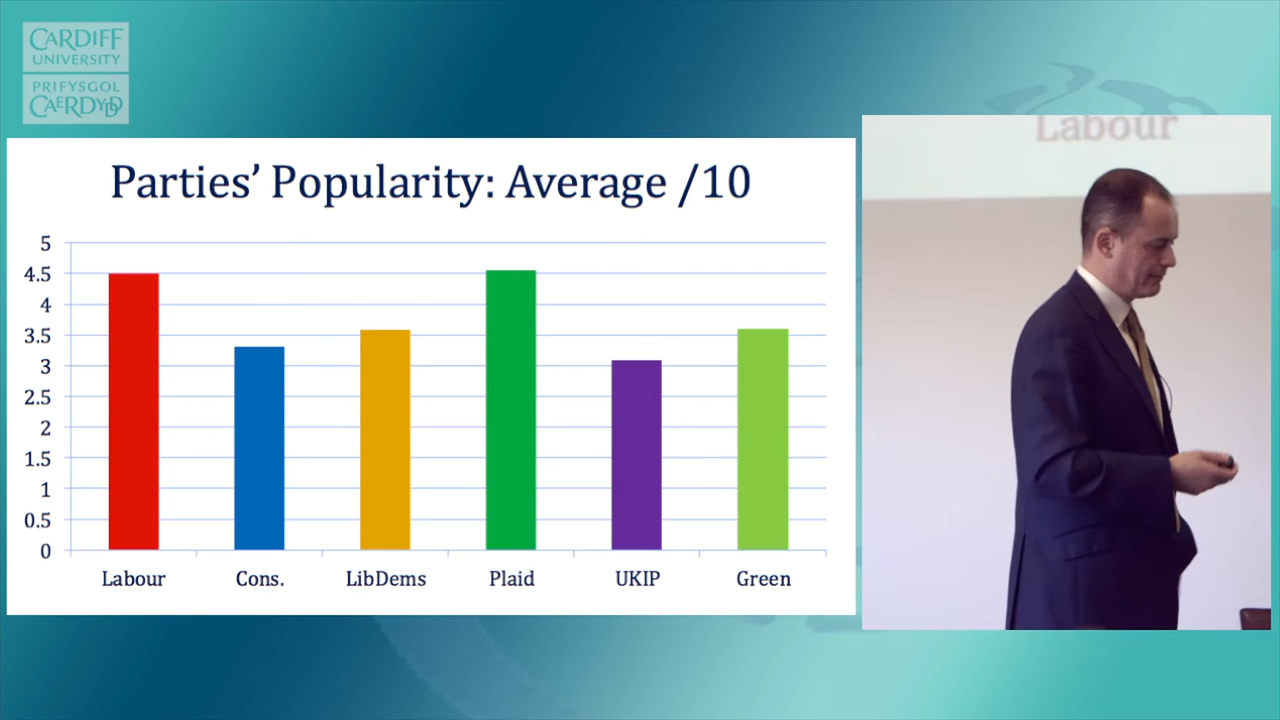 CARDIFF
UNIVERSITY
PRIFYSGOL
CAERDYDD
Labour
Parties’ Popularity: Average /10
5
4.5
4
3.5
3
2.5
2
1.5
1
0.5
0
Labour Cons. LibDems Plaid UKIP Green